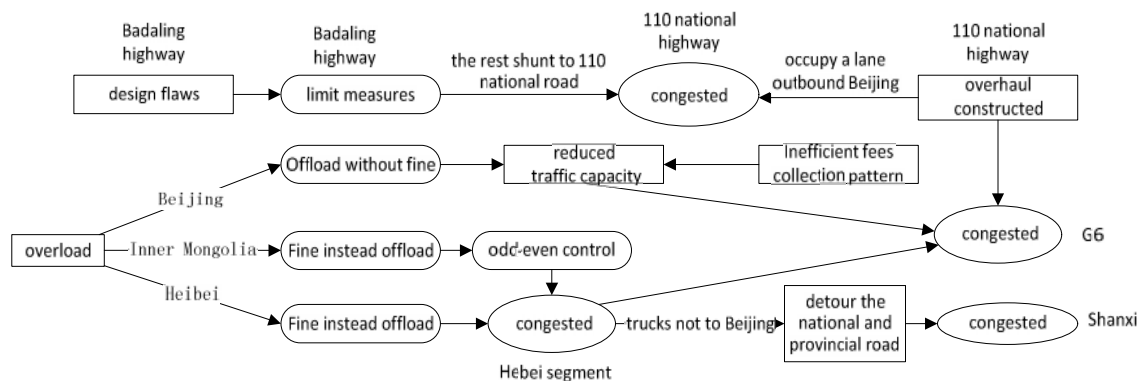 Badaling
highway
Badaling
highway
110 national
highway
110 national
highway
design flaws
limit measures
the rest shunt to 110
national road
congested
occupy a lane
outbound Beijing
overhaul
constructed
Offload without fine
reduced
traffic capacity
Inefficient fees
collection pattern
Beijing
overload
Inner Mongolia
Fine instead offload
odd-even control
congested
G6
Heibei
Fine instead offload
congested
trucks not to Beijing
detour the
national and
provincial road
congested
Shanxi
Hebei segment